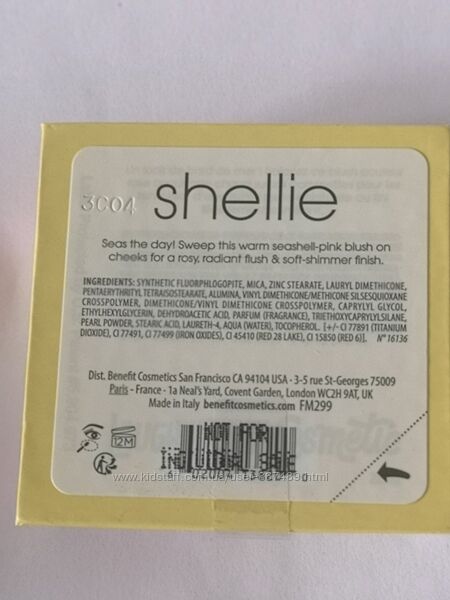 3C04 shellie
Seas the day! Sweep this warm seashell-pink blush on
cheeks for a rosy, radiant flush & soft-shimmer finish.
INGREDIENTS: SYNTHETIC FLUORPHLOGOPITE, MICA, ZINC STEARATE, LAURYL DIMETHICONE,
PENTAERYTHRITYL TETRAISOSTEARATE, ALUMINA, VINYL DIMETHICONE/METHICONE SILSESQUIOXANE
CROSSPOLYMER, DIMETHICONE/VINYL DIMETHICONE CROSSPOLYMER, CAPRYLYL GLYCOL,
ETHYLHEXYLGLYCERIN, DEHYDROACETIC ACID, PARFUM (FRAGRANCE), TRIETHOXYCAPRYLYLSILANE,
PEARL POWDER, STEARIC ACID, LAURETH-4, AQUA (WATER), TOCOPHEROL. [+/- CI 77891 (TITANIUM
DIOXIDE), CI 77491, CI 77499 (IRON OXIDES), CI 45410 (RED 28 LAKE), CI 15850 (RED 6)]. N° 16136
Dist. Benefit Cosmetics San Francisco CA 94104 USA • 3-5 rue St-Georges 75009
Paris - France • 1a Neal's Yard, Covent Garden, London WC2H 9AT, UK
Made in Italy benefitcosmetics.com FM299
12M
NOT FOR
INDIVIDUAL SALE